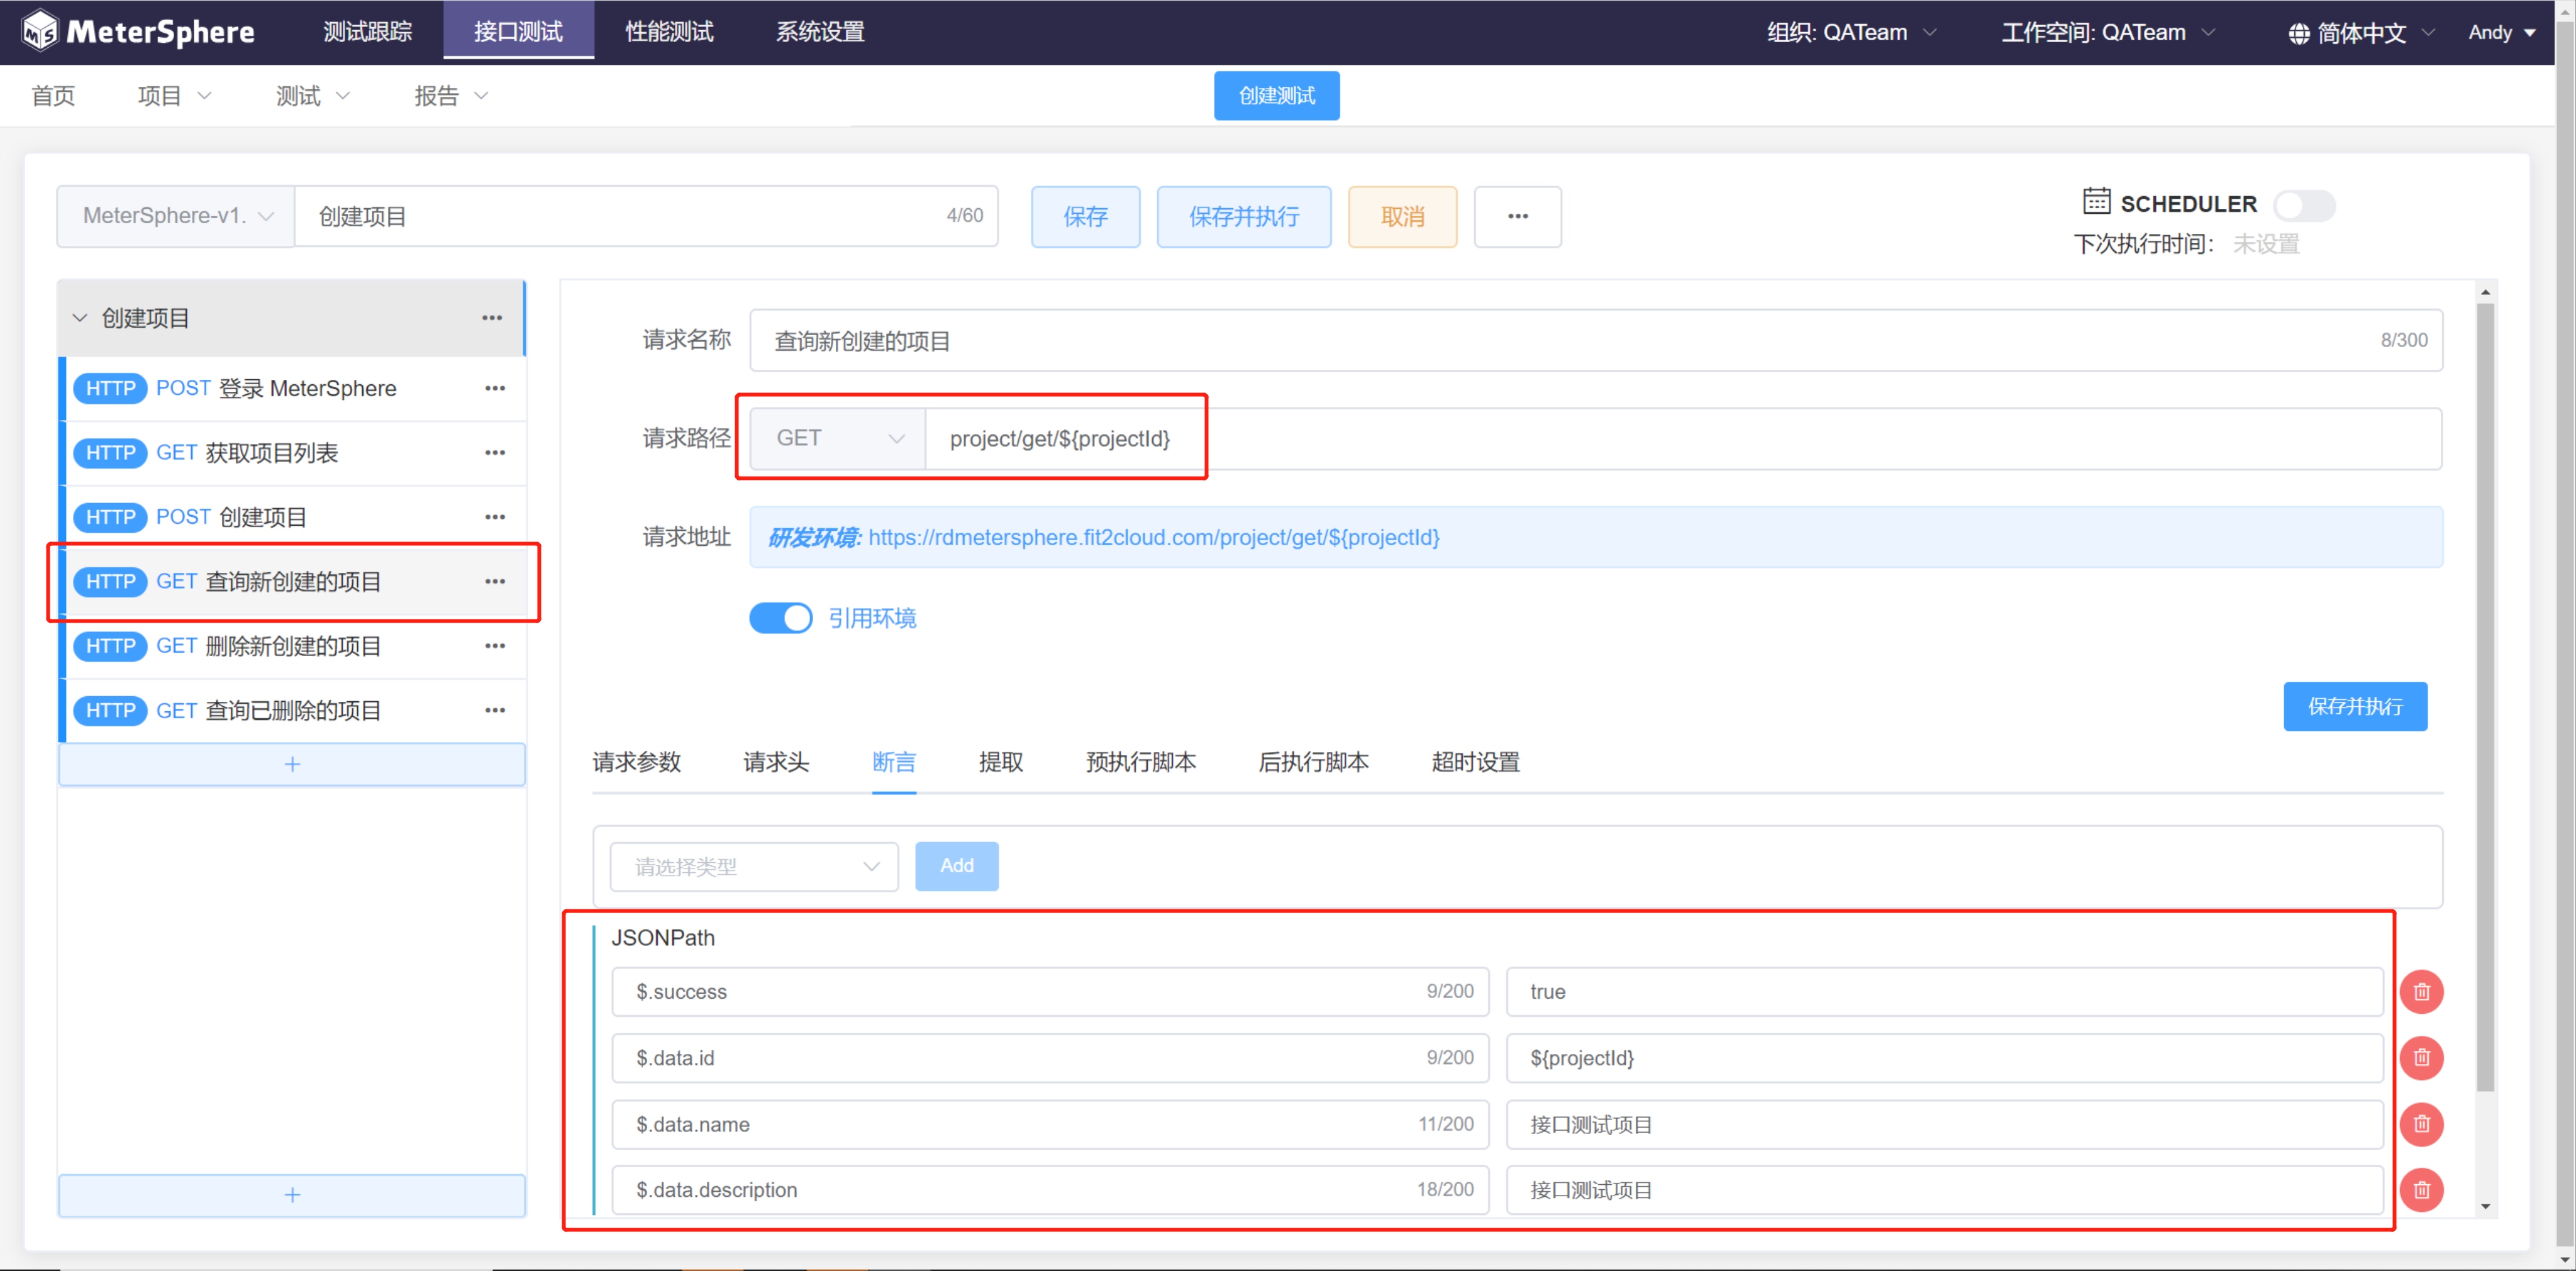 MeterSphere 测试跟踪 接口测试 性能测试 系统设置 组织: QATeam 工作空间: QATeam 简体中文 Andy
首页 项目 测试 报告 创建测试
MeterSphere-v1. 创建项目 4/60 保存 保存并执行 取消 ••• SCHEDULER
下次执行时间： 未设置
创建项目 •••
HTTP POST 登录 MeterSphere •••
HTTP GET 获取项目列表 •••
HTTP POST 创建项目 •••
HTTP GET 查询新创建的项目 •••
HTTP GET 删除新创建的项目 •••
HTTP GET 查询已删除的项目 •••
+
+
请求名称 查询新创建的项目 8/300
请求路径 GET project/get/${projectId}
请求地址 研发环境: https://rdmetersphere.fit2cloud.com/project/get/${projectId}
引用环境
保存并执行
请求参数 请求头 断言 提取 预执行脚本 后执行脚本 超时设置
请选择类型 Add
JSONPath
$.success 9/200 true
$.data.id 9/200 ${projectId}
$.data.name 11/200 接口测试项目
$.data.description 18/200 接口测试项目